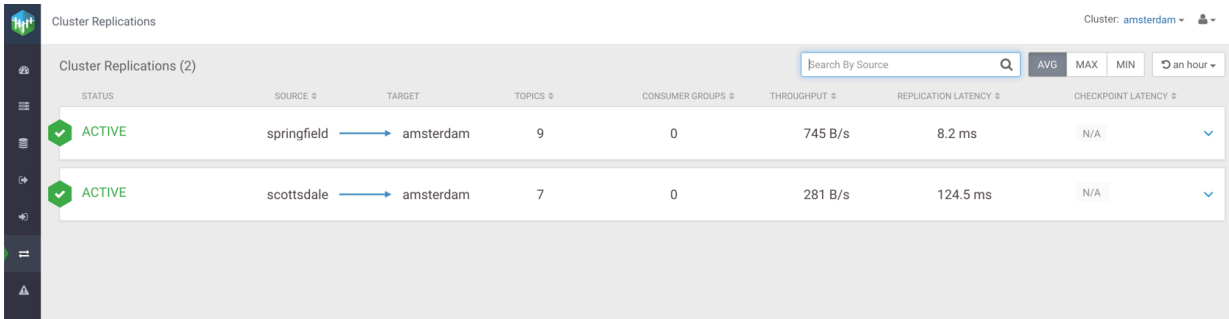 Cluster Replications
Cluster: amsterdam
Cluster Replications (2)
Search By Source
AVG MAX MIN an hour
STATUS SOURCE TARGET TOPICS CONSUMER GROUPS THROUGHPUT REPLICATION LATENCY CHECKPOINT LATENCY
ACTIVE springfield amsterdam 9 0 745 B/s 8.2 ms N/A
ACTIVE scottsdale amsterdam 7 0 281 B/s 124.5 ms N/A